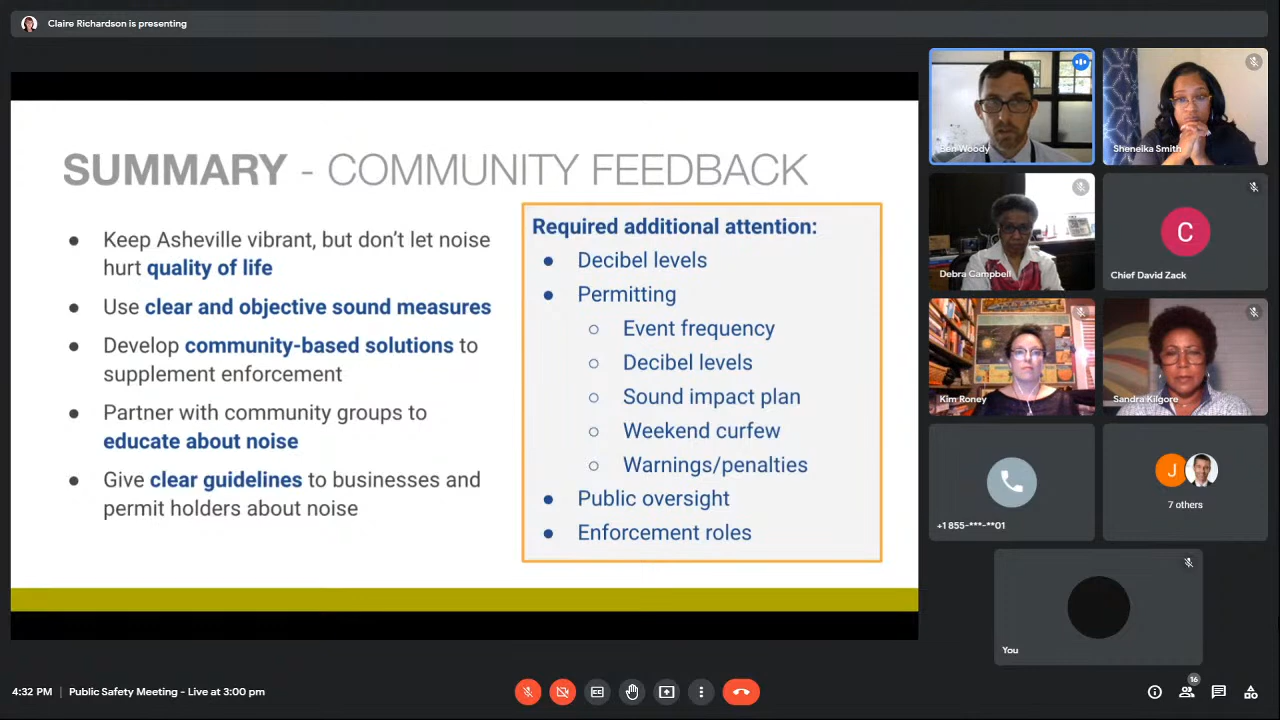 Claire Richardson is presenting
SUMMARY - COMMUNITY FEEDBACK
● Keep Asheville vibrant, but don't let noise
hurt quality of life
● Use clear and objective sound measures
● Develop community-based solutions to
supplement enforcement
● Partner with community groups to
educate about noise
● Give clear guidelines to businesses and
permit holders about noise
Required additional attention:
● Decibel levels
● Permitting
○ Event frequency
○ Decibel levels
○ Sound impact plan
○ Weekend curfew
○ Warnings/penalties
● Public oversight
● Enforcement roles
Ben Woody
Sheneika Smith
Debra Campbell
C
Chief David Zack
Kim Roney
Sandra Kilgore
+1 855-***-**01
J
7 others
You
4:32 PM | Public Safety Meeting - Live at 3:00 pm
CC
16